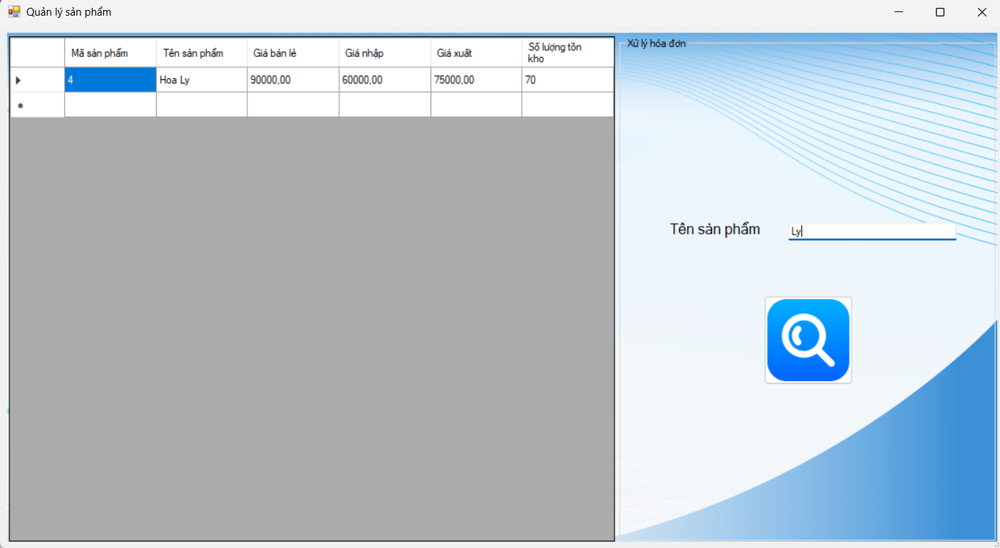 Quản lý sản phẩm
Mã sản phẩm Tên sản phẩm Giá bán lẻ Giá nhập Giá xuất Số lượng tồn kho
4 Hoa Ly 90000,00 60000,00 75000,00 70
Xử lý hóa đơn
Tên sản phẩm Ly